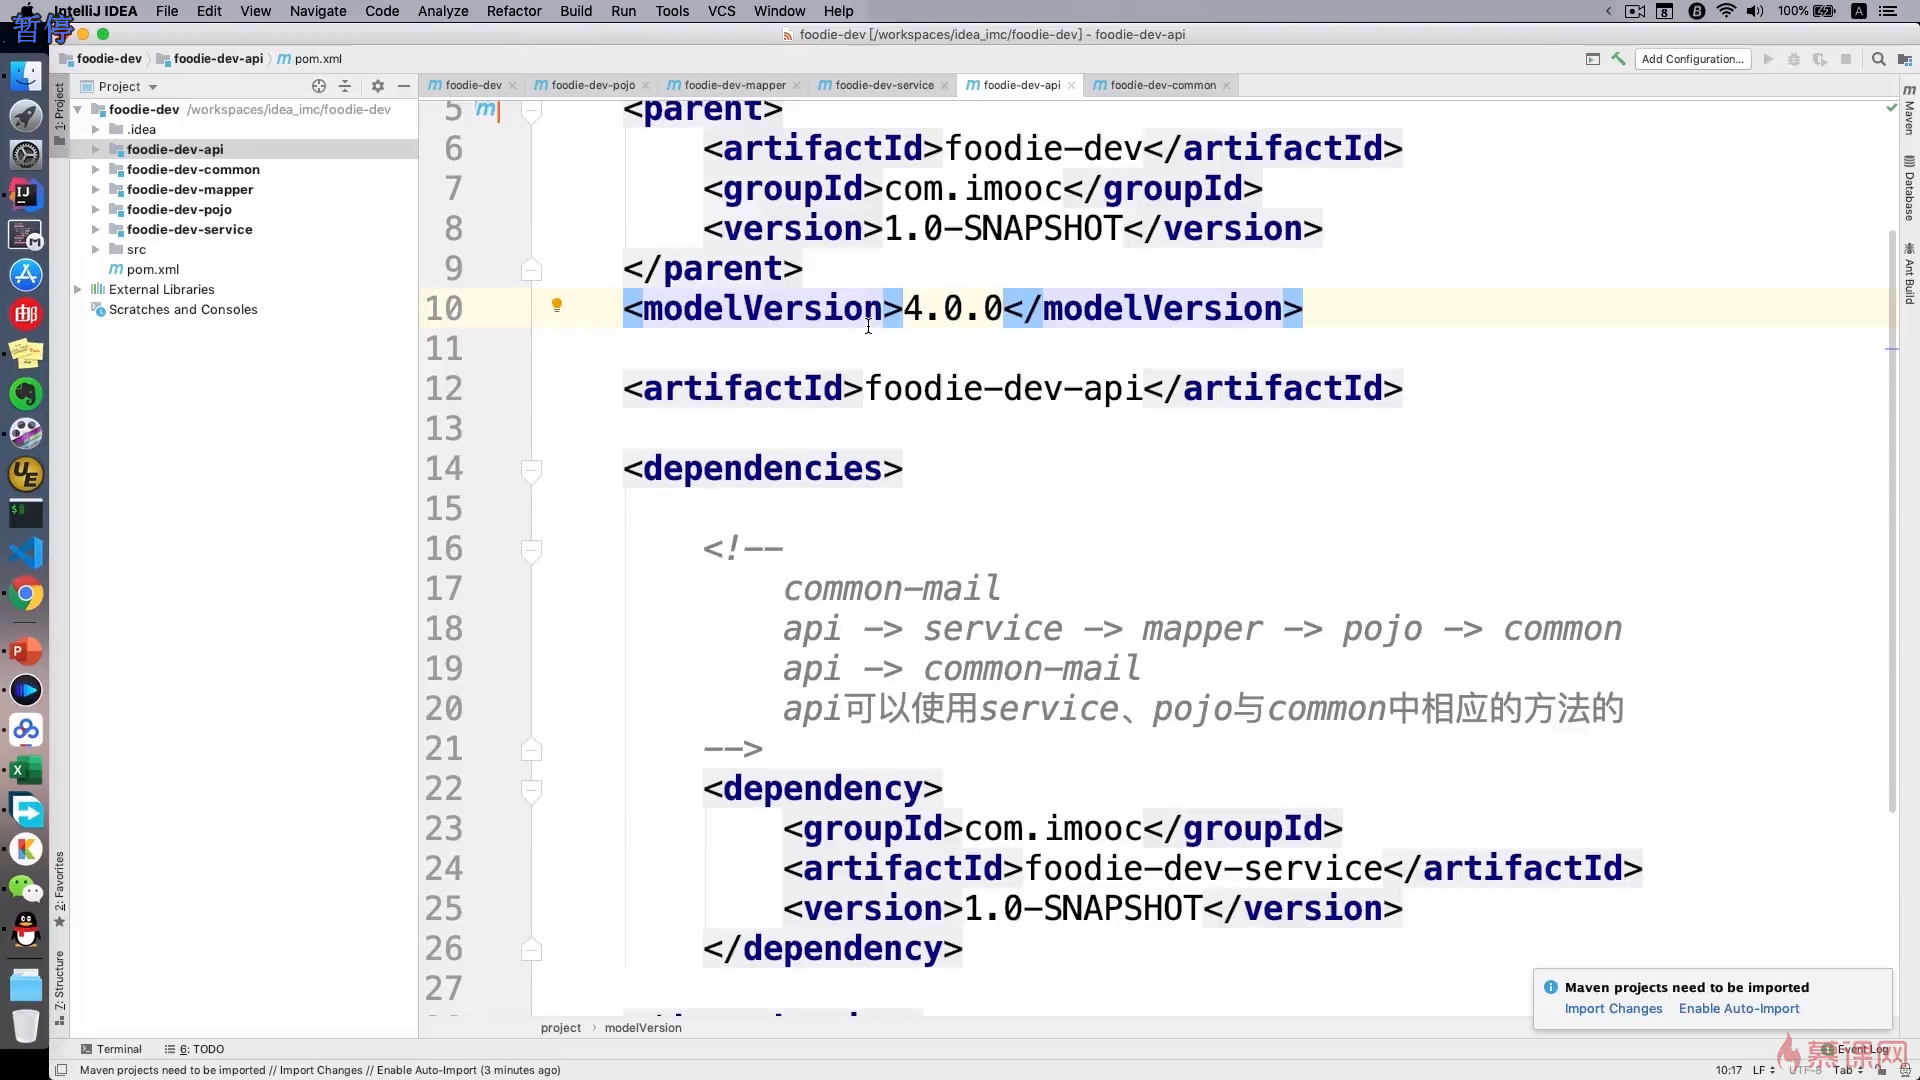 IntelliJ IDEA File Edit View Navigate Code Analyze Refactor Build Run Tools VCS Window Help 100%
暂停
foodie-dev [/workspaces/idea_imc/foodie-dev] - foodie-dev-api
foodie-dev foodie-dev-api pom.xml Add Configuration...
Project foodie-dev foodie-dev-pojo foodie-dev-mapper foodie-dev-service foodie-dev-api foodie-dev-common
1: Project
foodie-dev /workspaces/idea_imc/foodie-dev
.idea
foodie-dev-api
foodie-dev-common
foodie-dev-mapper
foodie-dev-pojo
foodie-dev-service
src
pom.xml
External Libraries
Scratches and Consoles
2: Favorites
7: Structure
5 <parent>
6 <artifactId>foodie-dev</artifactId>
7 <groupId>com.imooc</groupId>
8 <version>1.0-SNAPSHOT</version>
9 </parent>
10 <modelVersion>4.0.0</modelVersion>
11
12 <artifactId>foodie-dev-api</artifactId>
13
14 <dependencies>
15
16 <!--
17 common-mail
18 api -> service -> mapper -> pojo -> common
19 api -> common-mail
20 api可以使用service、pojo与common中相应的方法的
21 -->
22 <dependency>
23 <groupId>com.imooc</groupId>
24 <artifactId>foodie-dev-service</artifactId>
25 <version>1.0-SNAPSHOT</version>
26 </dependency>
27
Maven
Database
Ant Build
Maven projects need to be imported
Import Changes Enable Auto-Import
project › modelVersion
Terminal 6: TODO Event Log
慕课网
Maven projects need to be imported // Import Changes // Enable Auto-Import (3 minutes ago) 10:17 LF UTF-8 Tab